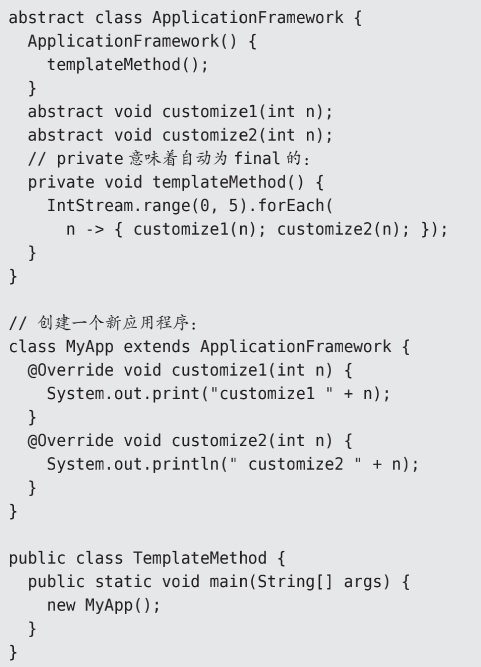 abstract class ApplicationFramework {
  ApplicationFramework() {
    templateMethod();
  }
  abstract void customize1(int n);
  abstract void customize2(int n);
  // private 意味着自动为 final 的：
  private void templateMethod() {
    IntStream.range(0, 5).forEach(
      n -> { customize1(n); customize2(n); });
  }
}

// 创建一个新应用程序：
class MyApp extends ApplicationFramework {
  @Override void customize1(int n) {
    System.out.print("customize1 " + n);
  }
  @Override void customize2(int n) {
    System.out.println(" customize2 " + n);
  }
}

public class TemplateMethod {
  public static void main(String[] args) {
    new MyApp();
  }
}